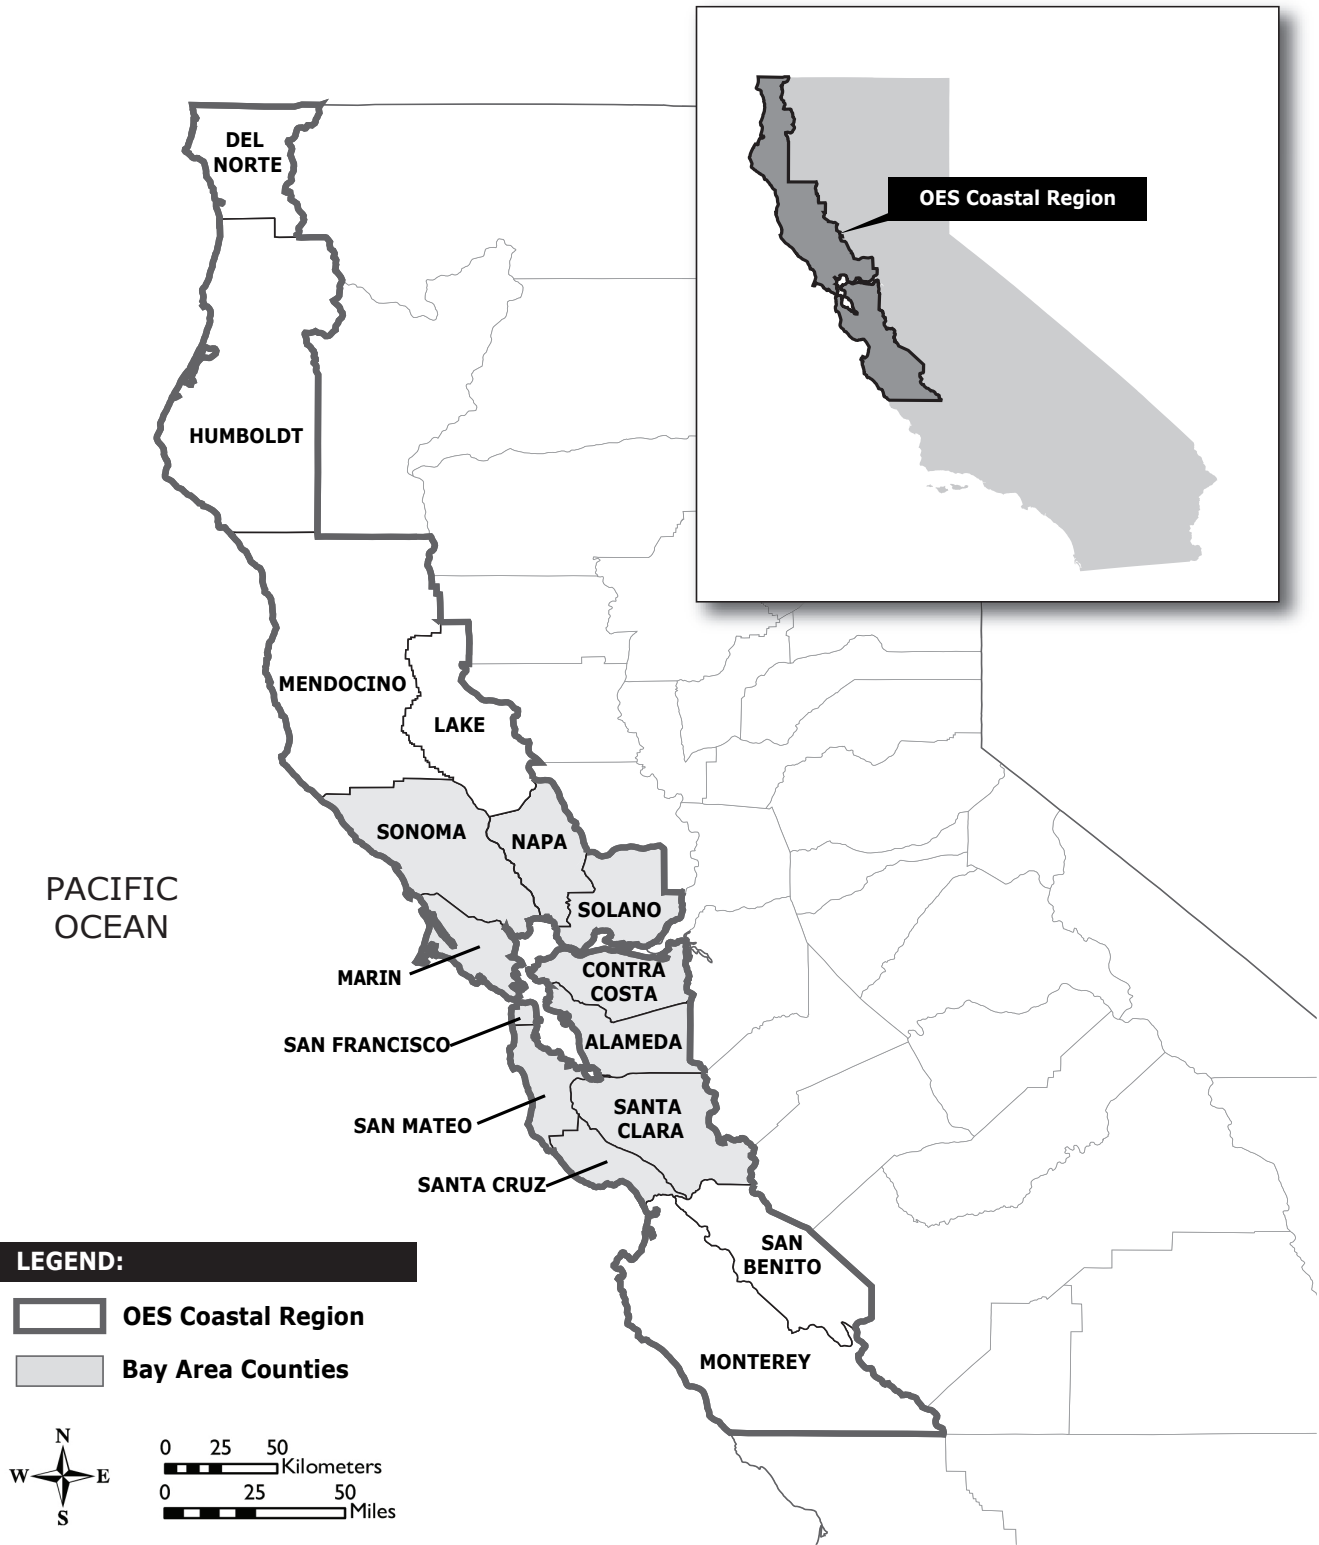 OES Coastal Region
DEL
NORTE
HUMBOLDT
MENDOCINO
LAKE
SONOMA
NAPA
SOLANO
PACIFIC
OCEAN
MARIN
CONTRA
COSTA
SAN FRANCISCO
ALAMEDA
SAN MATEO
SANTA
CLARA
SANTA CRUZ
SAN
BENITO
MONTEREY
LEGEND:
OES Coastal Region
Bay Area Counties
N
W E
S
0 25 50
Kilometers
0 25 50
Miles